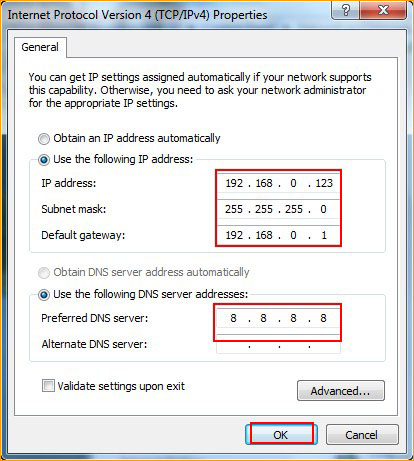 Internet Protocol Version 4 (TCP/IPv4) Properties
?
General
You can get IP settings assigned automatically if your network supports
this capability. Otherwise, you need to ask your network administrator
for the appropriate IP settings.
Obtain an IP address automatically
Use the following IP address:
IP address: 192 . 168 . 0 . 123
Subnet mask: 255 . 255 . 255 . 0
Default gateway: 192 . 168 . 0 . 1
Obtain DNS server address automatically
Use the following DNS server addresses:
Preferred DNS server: 8 . 8 . 8 . 8
Alternate DNS server: . . .
Validate settings upon exit
Advanced...
OK Cancel